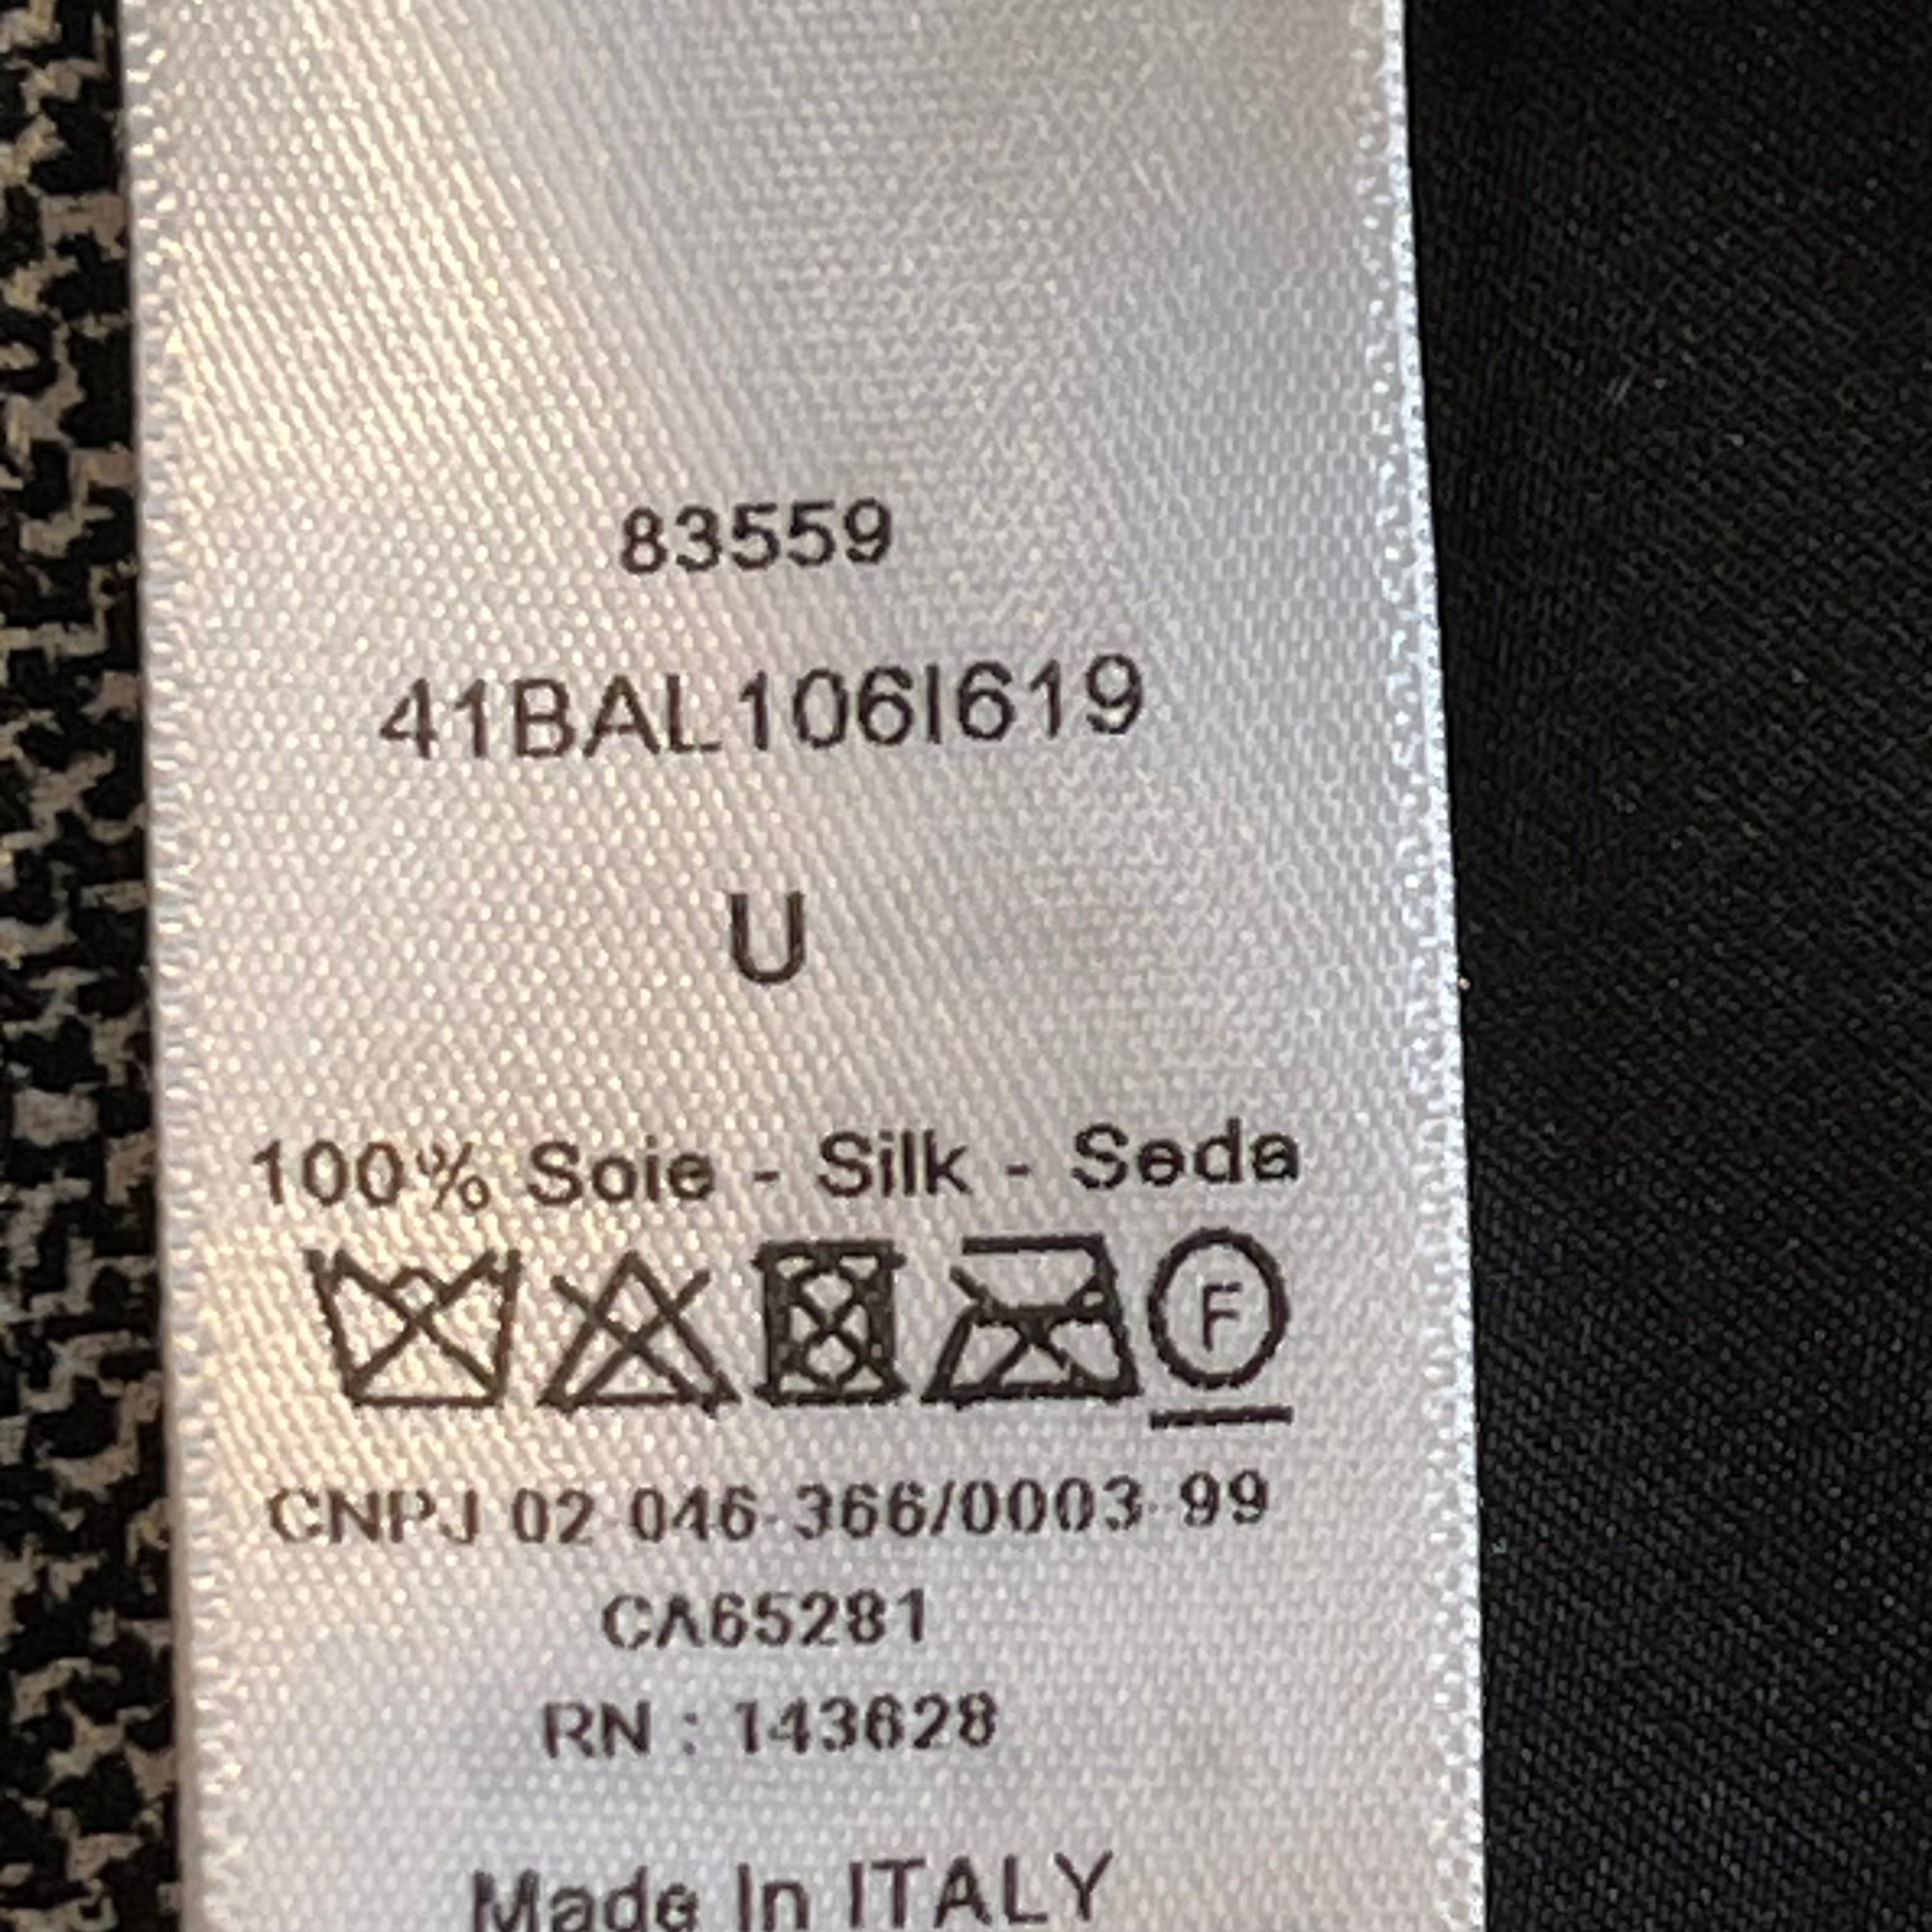 83559
41BAL106I619
U
100% Soie - Silk - Seda
F
CNPJ 02 046 366/0003 99
CA65281
RN : 143628
Made In ITALY